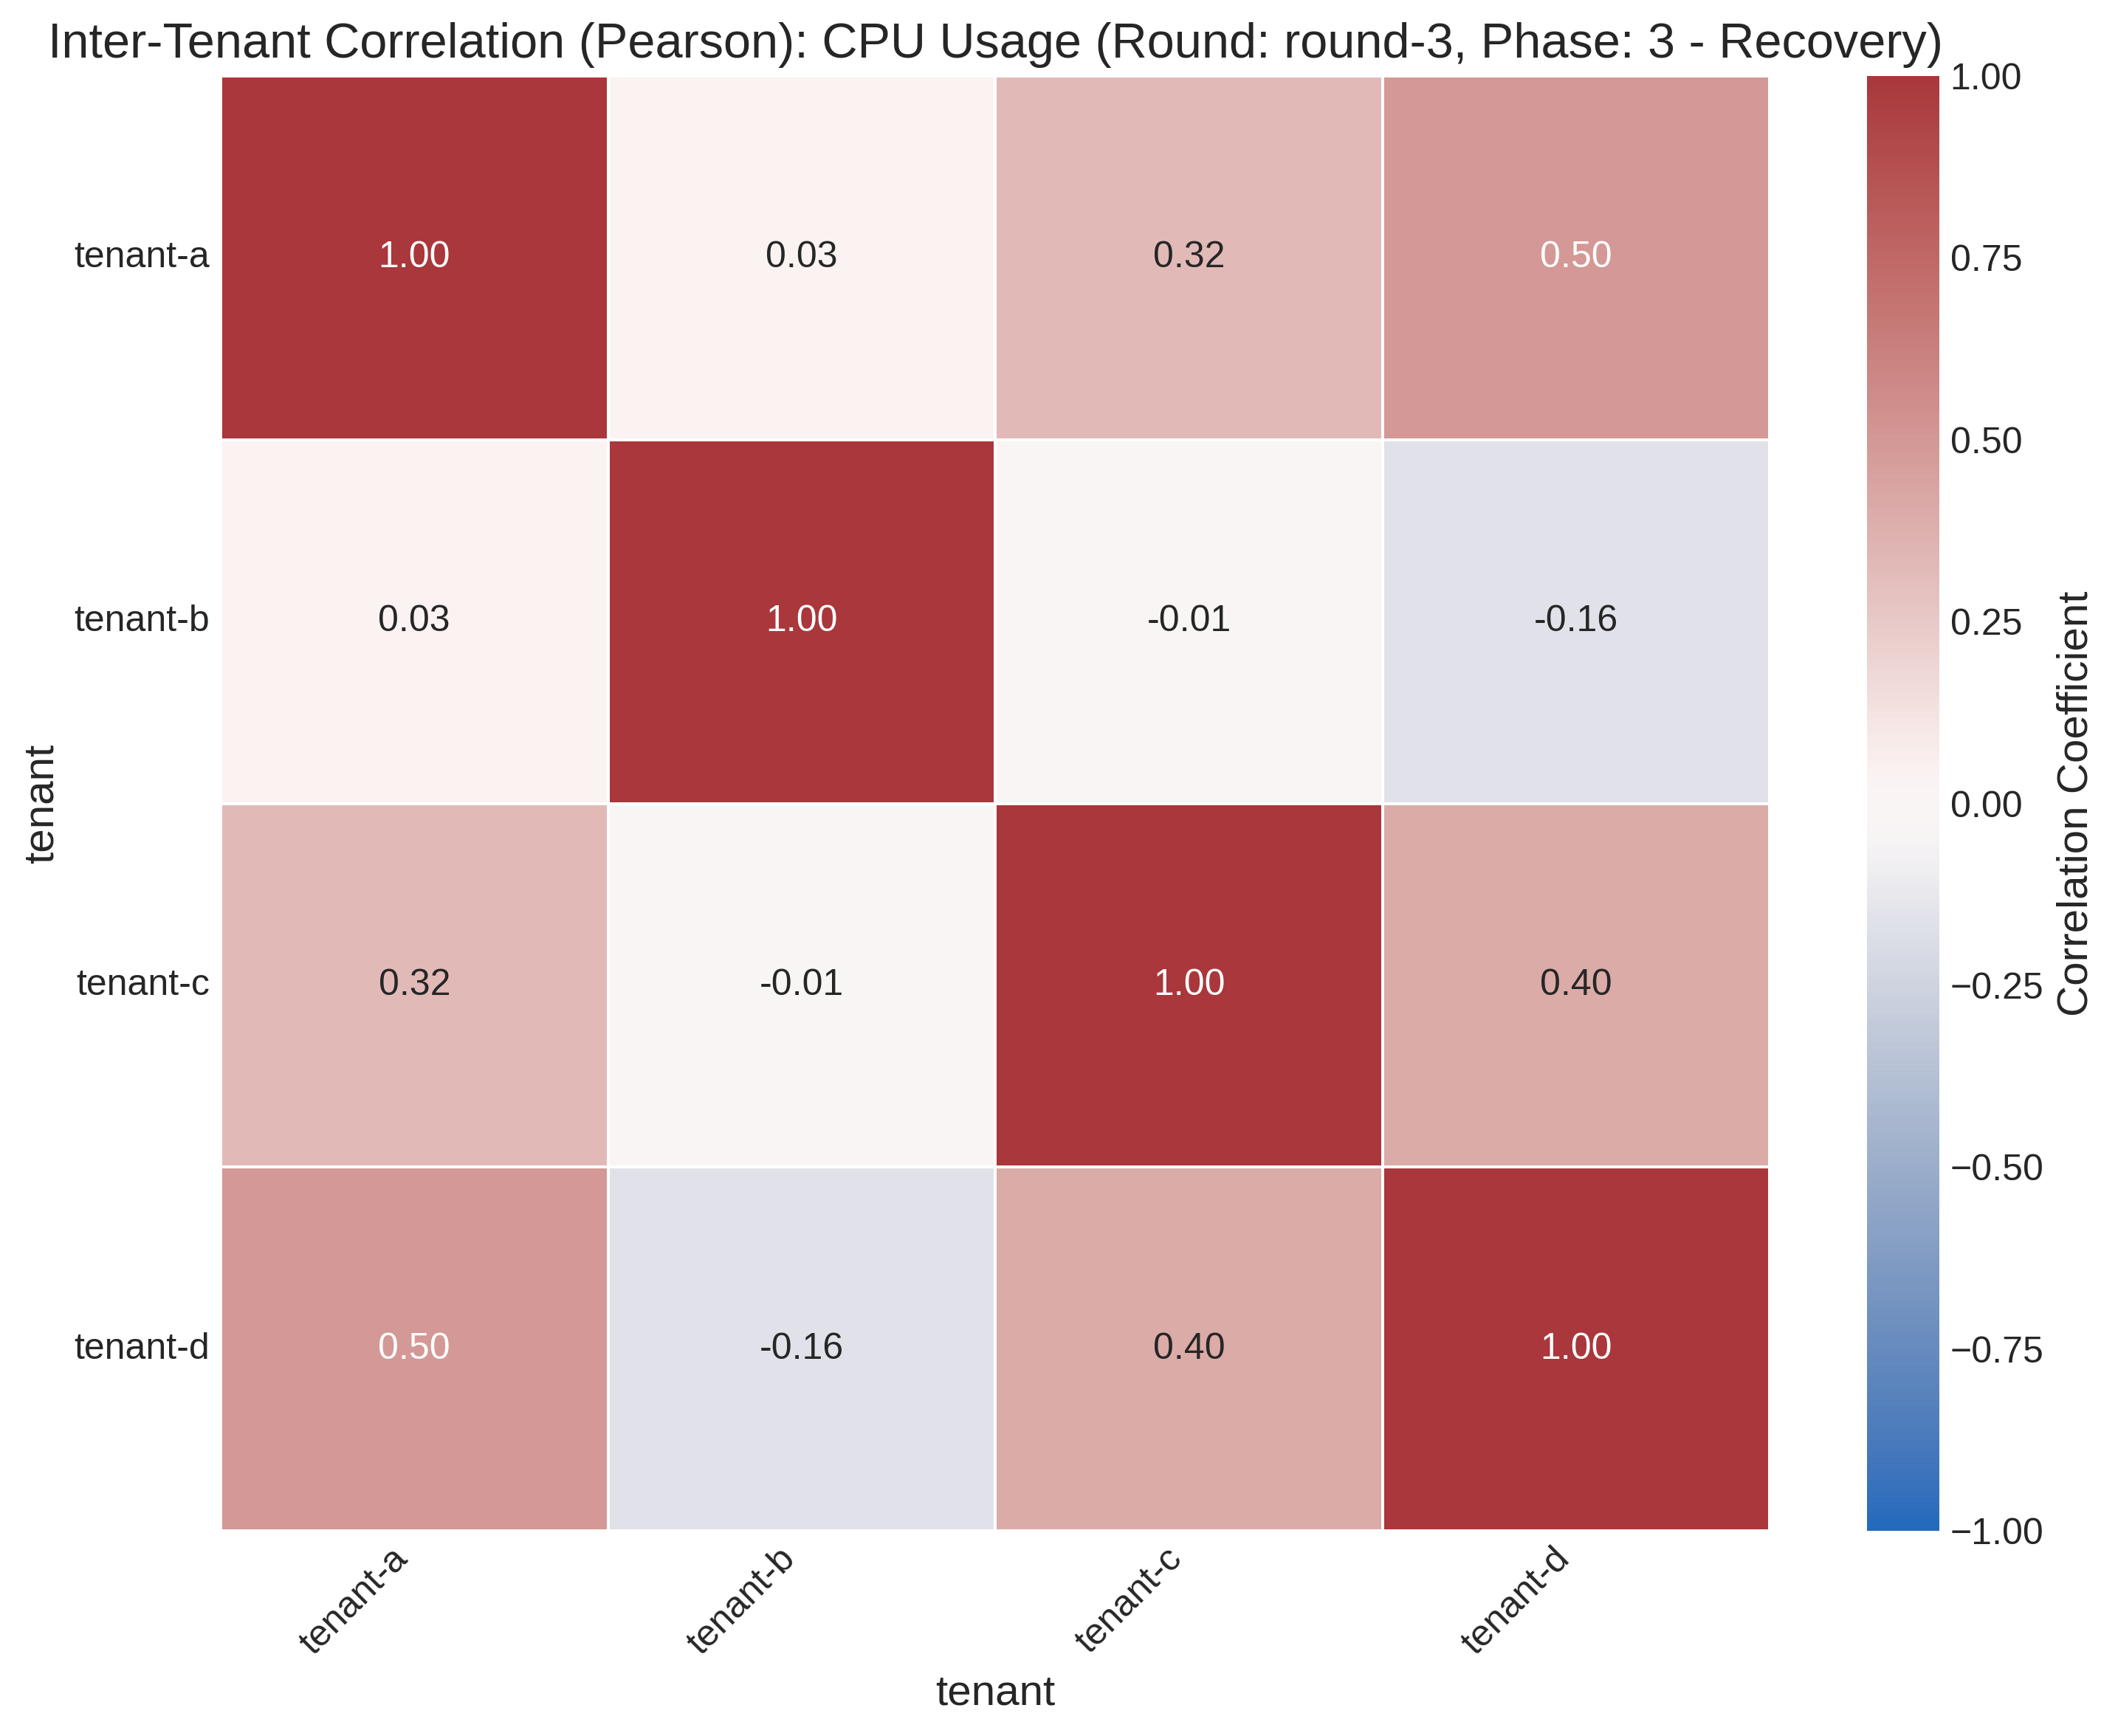 Inter-Tenant Correlation (Pearson): CPU Usage (Round: round-3, Phase: 3 - Recovery)
tenant
tenant-a 1.00 0.03 0.32 0.50
tenant-b 0.03 1.00 -0.01 -0.16
tenant-c 0.32 -0.01 1.00 0.40
tenant-d 0.50 -0.16 0.40 1.00
tenant-a tenant-b tenant-c tenant-d
tenant
1.00
0.75
0.50
0.25
0.00
−0.25
−0.50
−0.75
−1.00
Correlation Coefficient